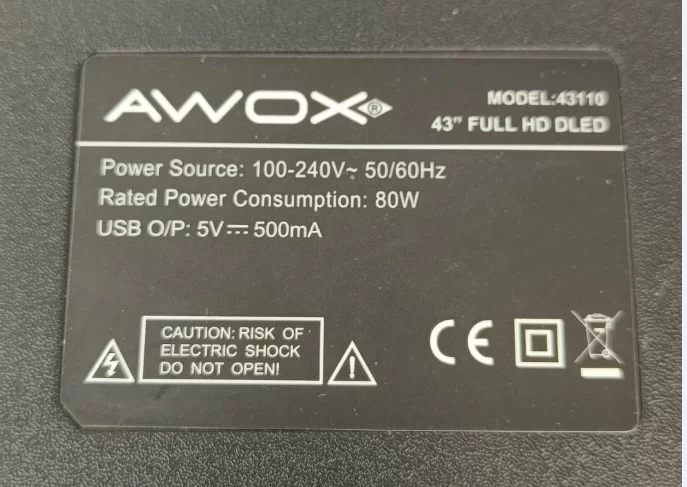 AWOX®
MODEL:43110
43" FULL HD DLED
Power Source: 100-240V~ 50/60Hz
Rated Power Consumption: 80W
USB O/P: 5V⎓ 500mA
CAUTION: RISK OF
ELECTRIC SHOCK
DO NOT OPEN!
CE